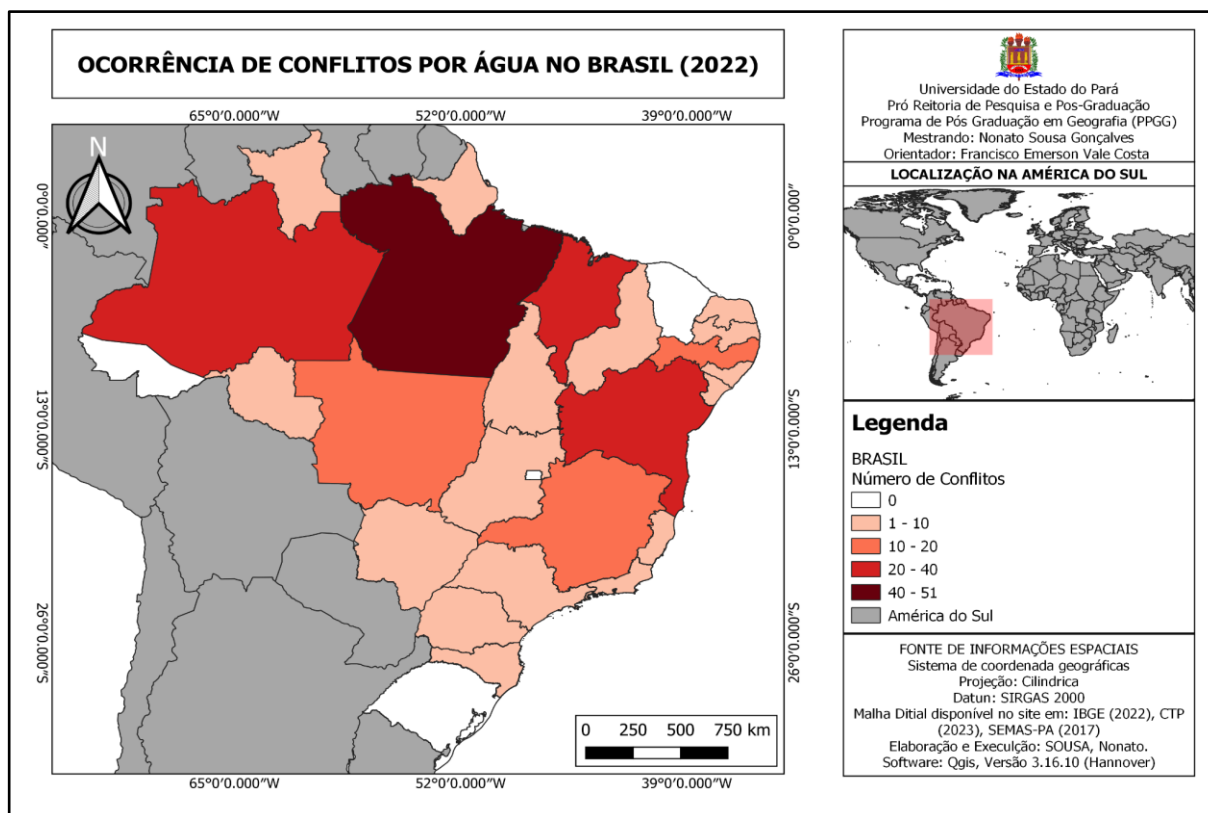 OCORRÊNCIA DE CONFLITOS POR ÁGUA NO BRASIL (2022)
65°0'0.000"W
52°0'0.000"W
39°0'0.000"W
N
0°0'0.000"
0°0'0.000"
13°0'0.000"S
13°0'0.000"S
26°0'0.000"S
26°0'0.000"S
0 250 500 750 km
65°0'0.000"W
52°0'0.000"W
39°0'0.000"W
Universidade do Estado do Pará
Pró Reitoria de Pesquisa e Pos-Graduação
Programa de Pós Graduação em Geografia (PPGG)
Mestrando: Nonato Sousa Gonçalves
Orientador: Francisco Emerson Vale Costa
LOCALIZAÇÃO NA AMÉRICA DO SUL
Legenda
BRASIL
Número de Conflitos
0
1 - 10
10 - 20
20 - 40
40 - 51
América do Sul
FONTE DE INFORMAÇÕES ESPACIAIS
Sistema de coordenada geográficas
Projeção: Cilindrica
Datun: SIRGAS 2000
Malha Ditial disponível no site em: IBGE (2022), CTP
(2023), SEMAS-PA (2017)
Elaboração e Execulção: SOUSA, Nonato.
Software: Qgis, Versão 3.16.10 (Hannover)